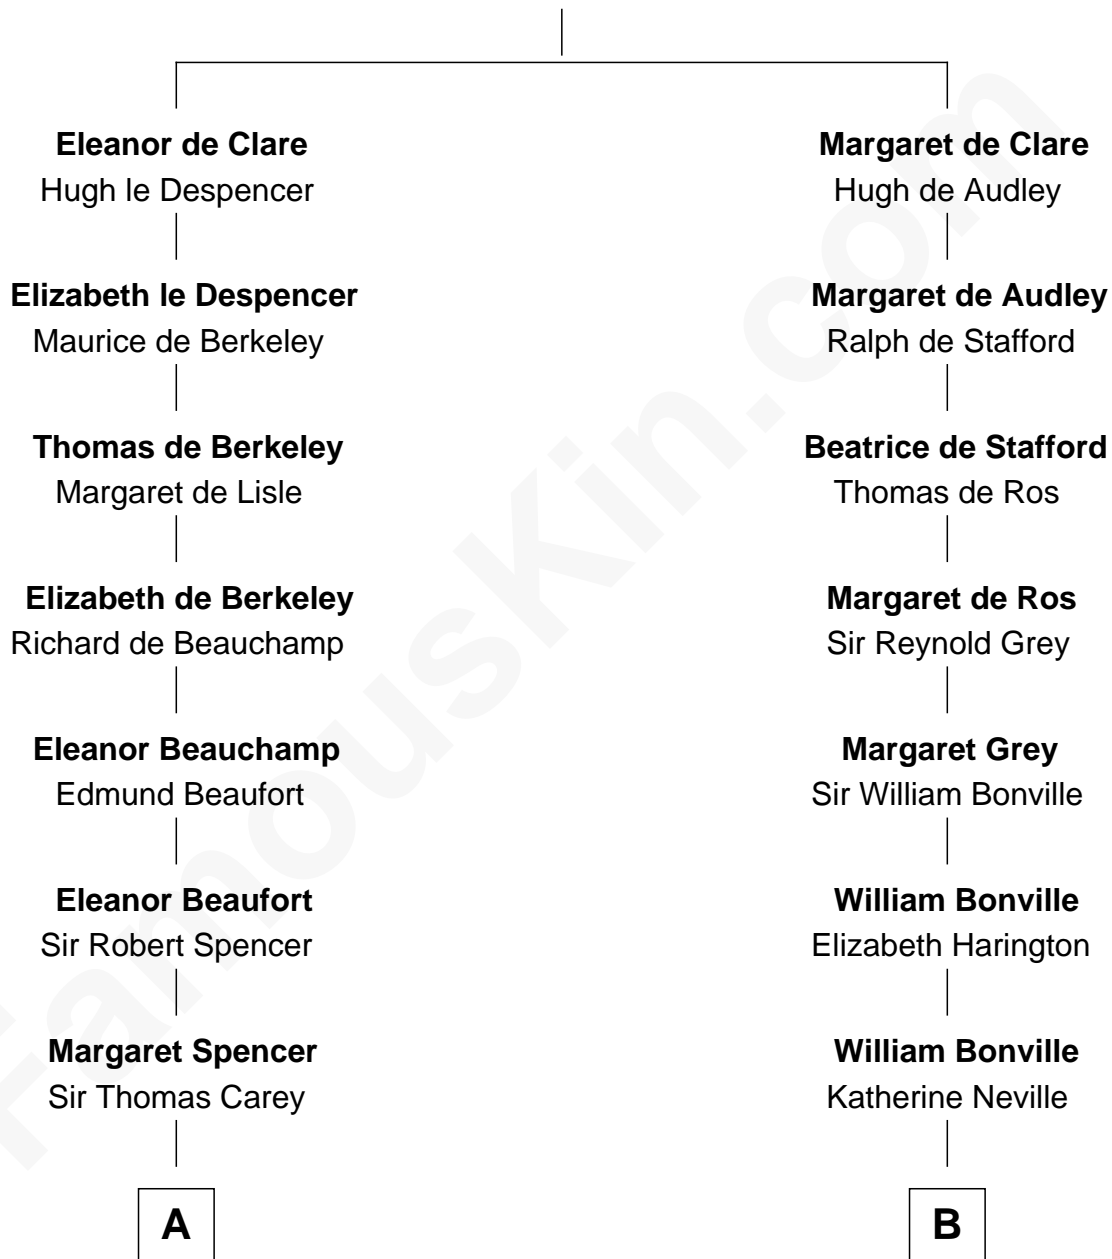 Eleanor de Clare
Hugh le Despencer
Elizabeth le Despencer
Maurice de Berkeley
Thomas de Berkeley
Margaret de Lisle
Elizabeth de Berkeley
Richard de Beauchamp
Eleanor Beauchamp
Edmund Beaufort
Eleanor Beaufort
Sir Robert Spencer
Margaret Spencer
Sir Thomas Carey
A
Margaret de Clare
Hugh de Audley
Margaret de Audley
Ralph de Stafford
Beatrice de Stafford
Thomas de Ros
Margaret de Ros
Sir Reynold Grey
Margaret Grey
Sir William Bonville
William Bonville
Elizabeth Harington
William Bonville
Katherine Neville
B
FamousKin.com